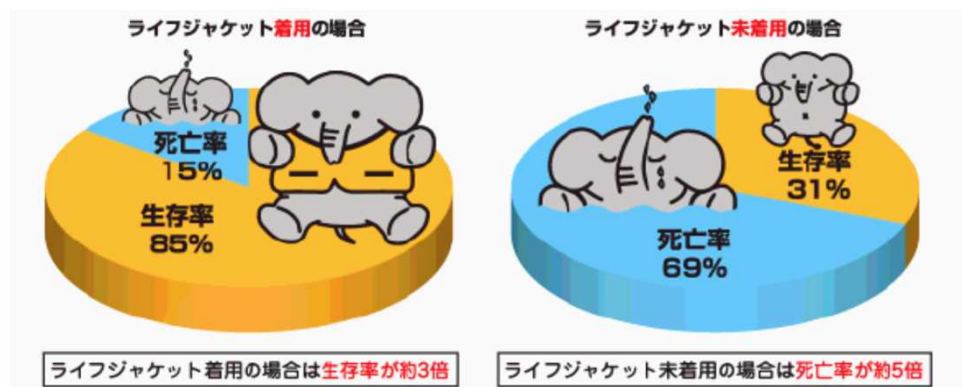 ライフジャケット着用の場合
ライフジャケット未着用の場合
死亡率
15%
生存率
85%
生存率
31%
死亡率
69%
ライフジャケット着用の場合は生存率が約3倍
ライフジャケット未着用の場合は死亡率が約5倍